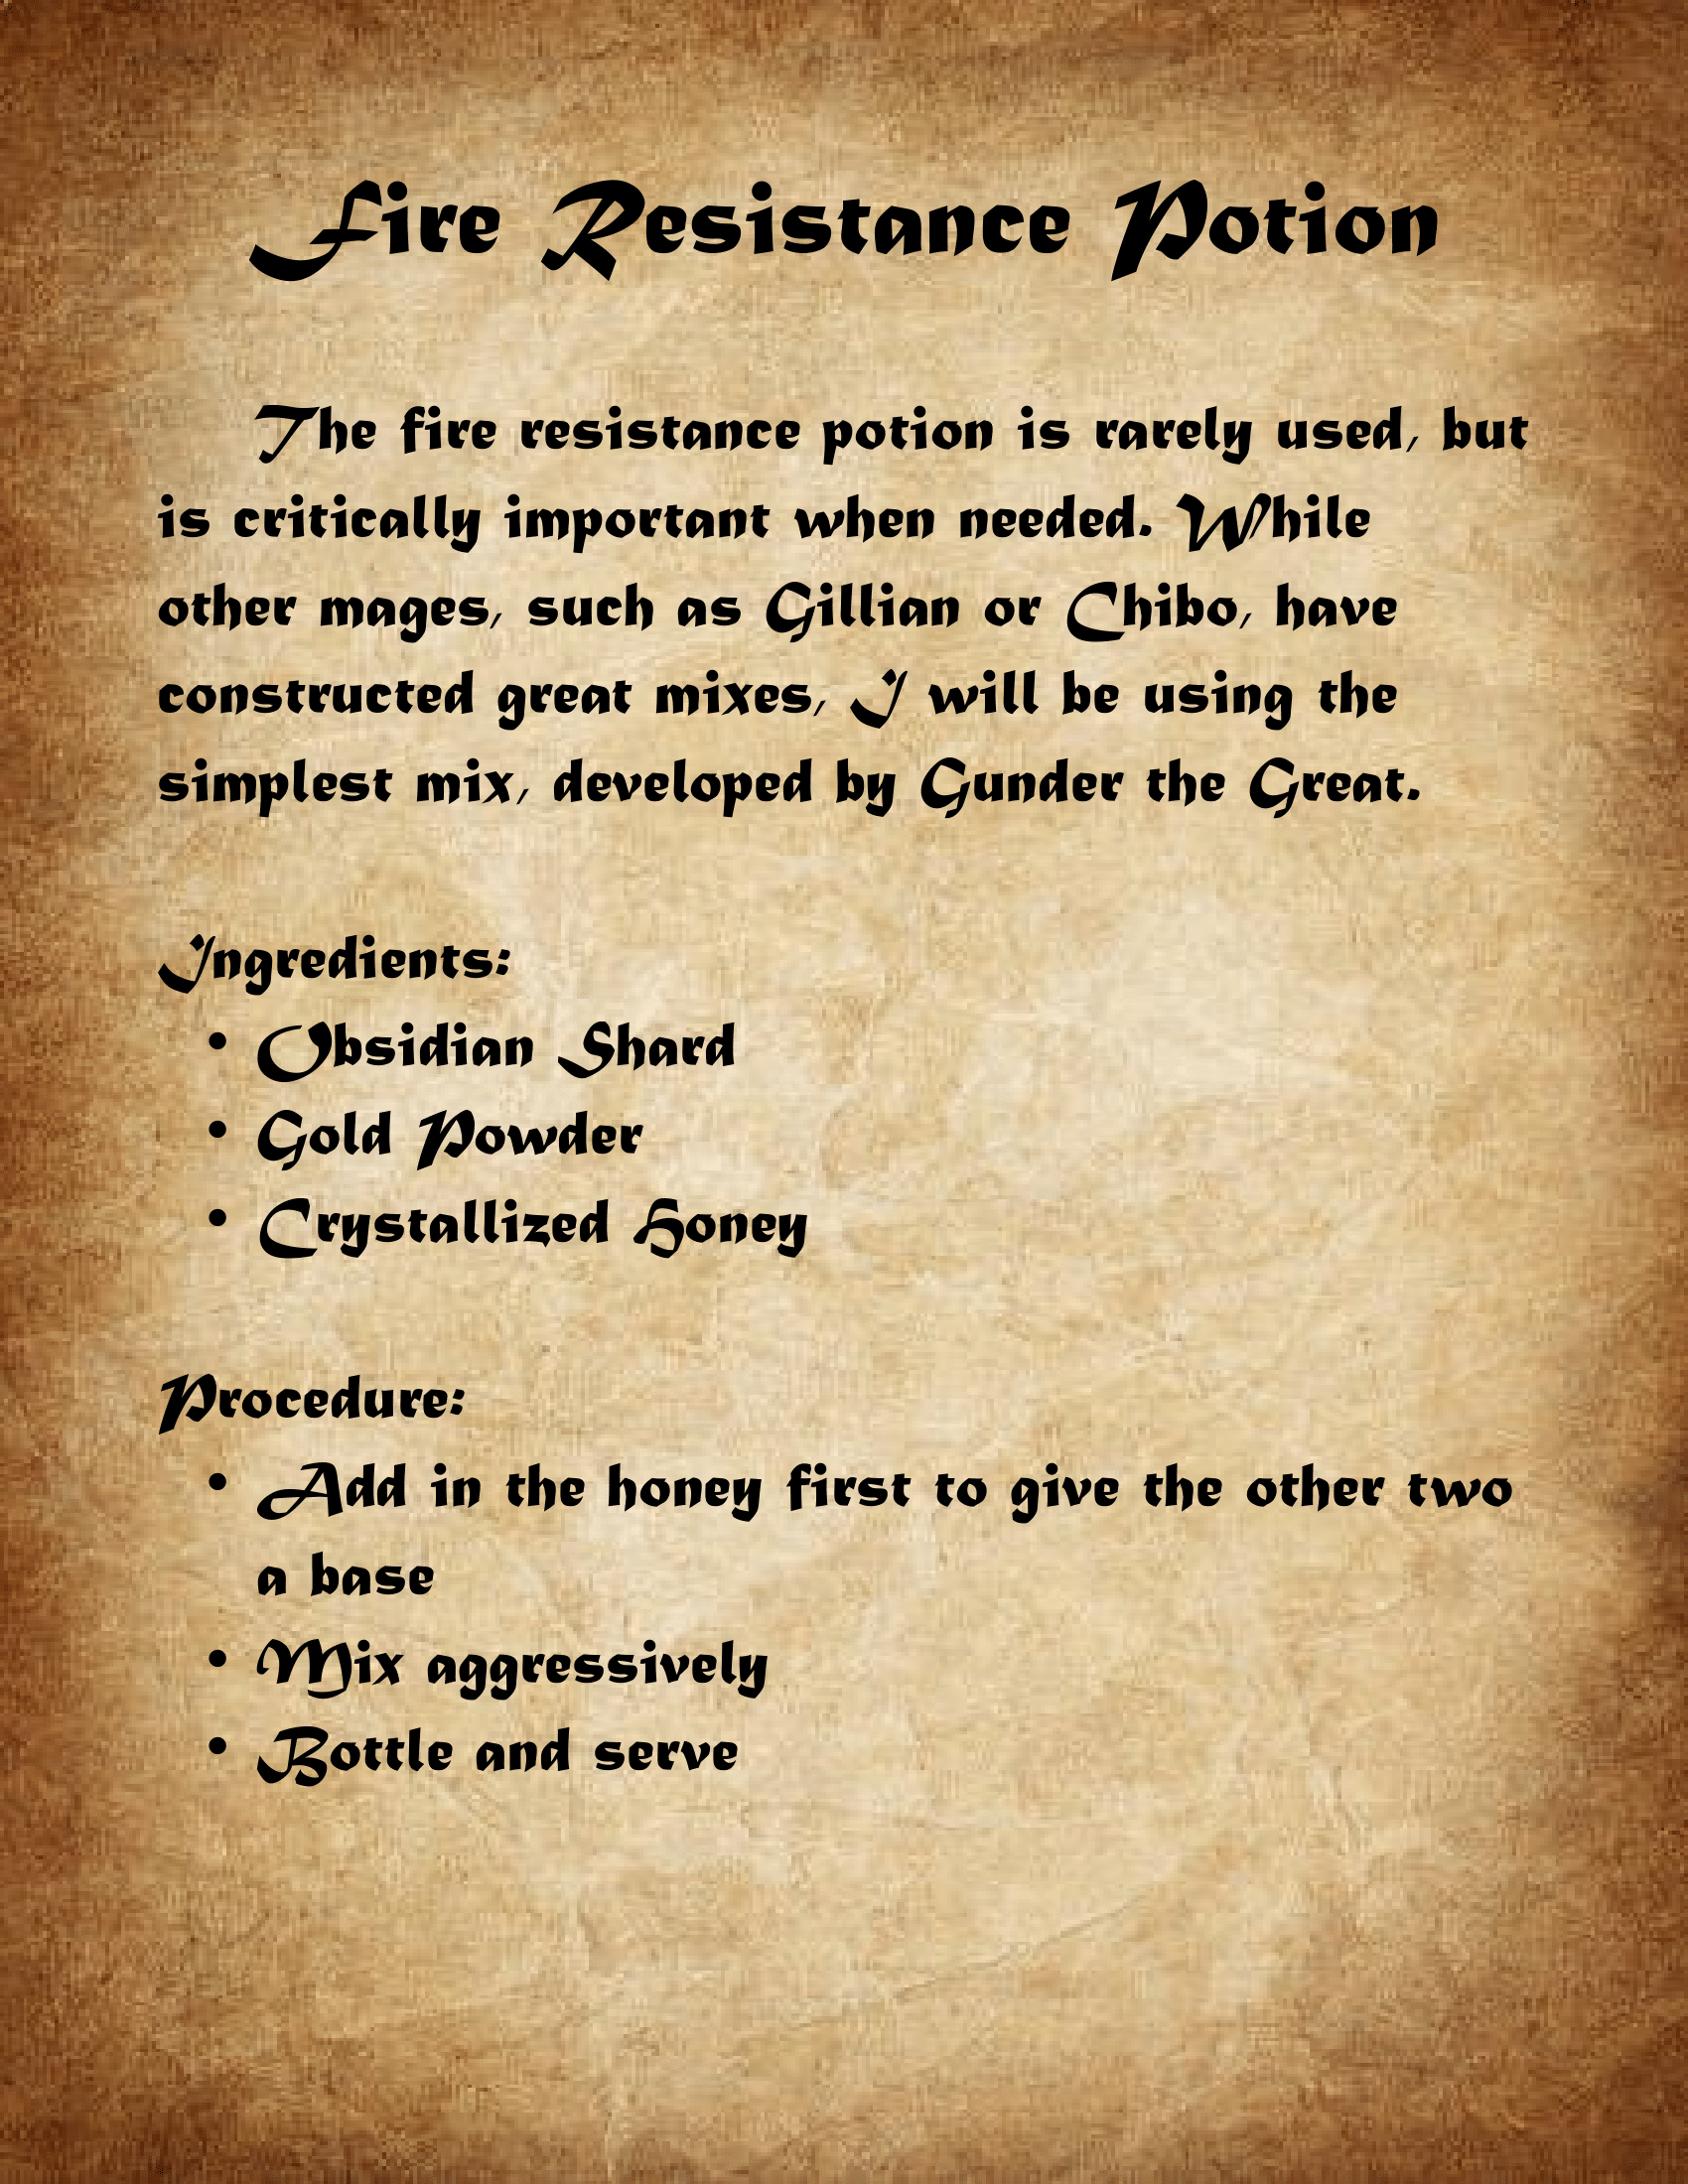 Fire Resistance Potion
The fire resistance potion is rarely used, but
is critically important when needed. While
other mages, such as Gillian or Chibo, have
constructed great mixes, I will be using the
simplest mix, developed by Gunder the Great.
Ingredients:
• Obsidian Shard
• Gold Powder
• Crystallized Honey
Procedure:
• Add in the honey first to give the other two
a base
• Mix aggressively
• Bottle and serve